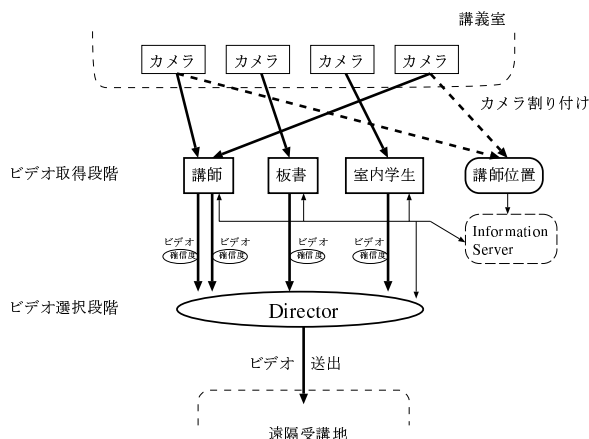 講義室
カメラ
カメラ
カメラ
カメラ
カメラ割り付け
ビデオ取得段階
講師
板書
室内学生
講師位置
Information
Server
ビデオ
確信度
ビデオ
確信度
ビデオ
確信度
ビデオ
確信度
ビデオ選択段階
Director
ビデオ 送出
遠隔受講地